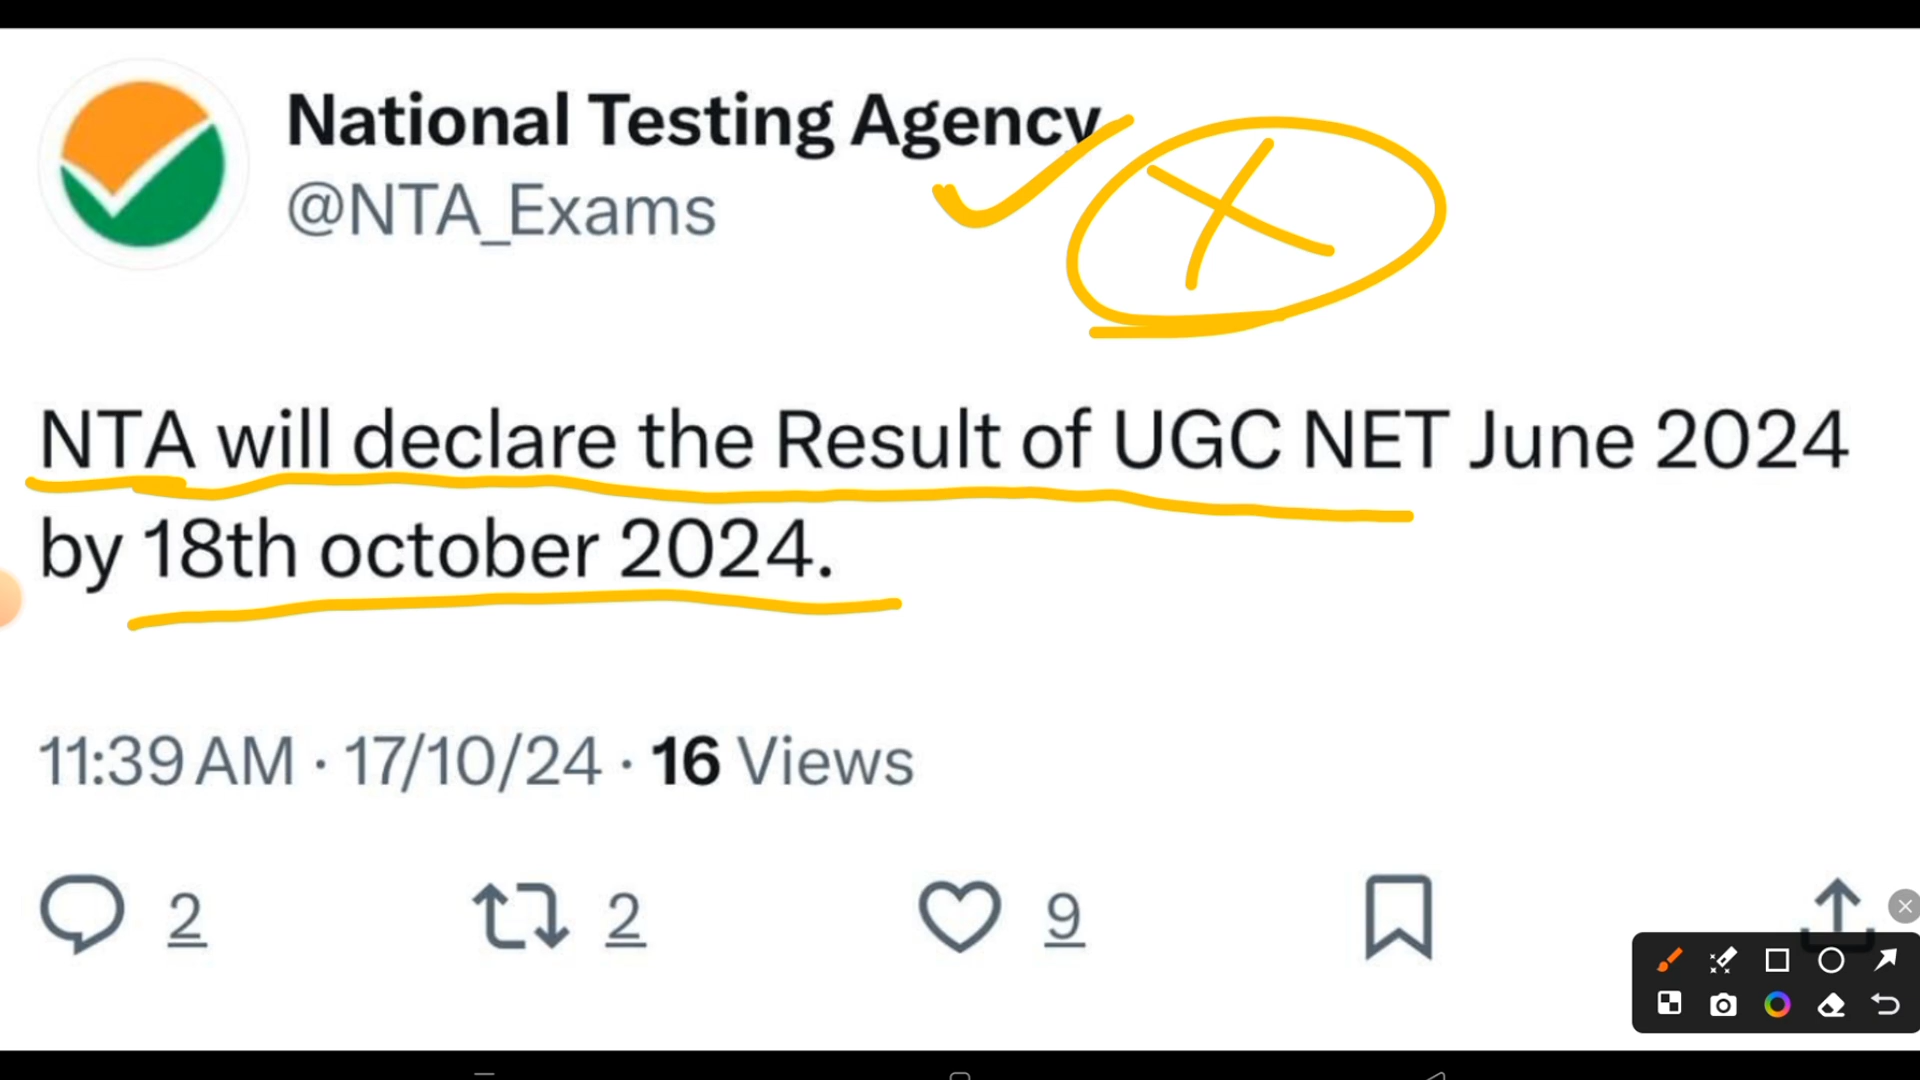 National Testing Agency
@NTA_Exams
NTA will declare the Result of UGC NET June 2024
by 18th october 2024.
11:39 AM · 17/10/24 · 16 Views
2 2 9